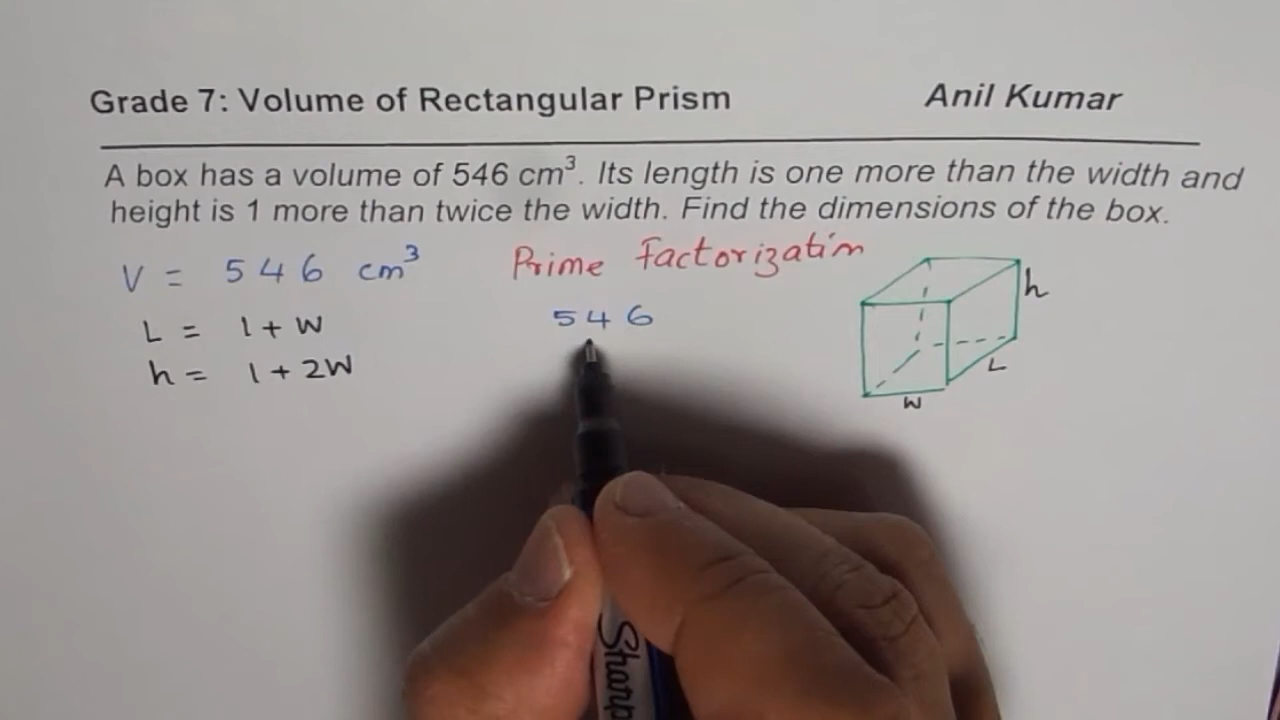 Grade 7: Volume of Rectangular Prism Anil Kumar
A box has a volume of 546 cm³. Its length is one more than the width and
height is 1 more than twice the width. Find the dimensions of the box.
V = 546 cm³
Prime Factorization
L = 1 + W
546
h = 1 + 2W
h
L
W
Sharp